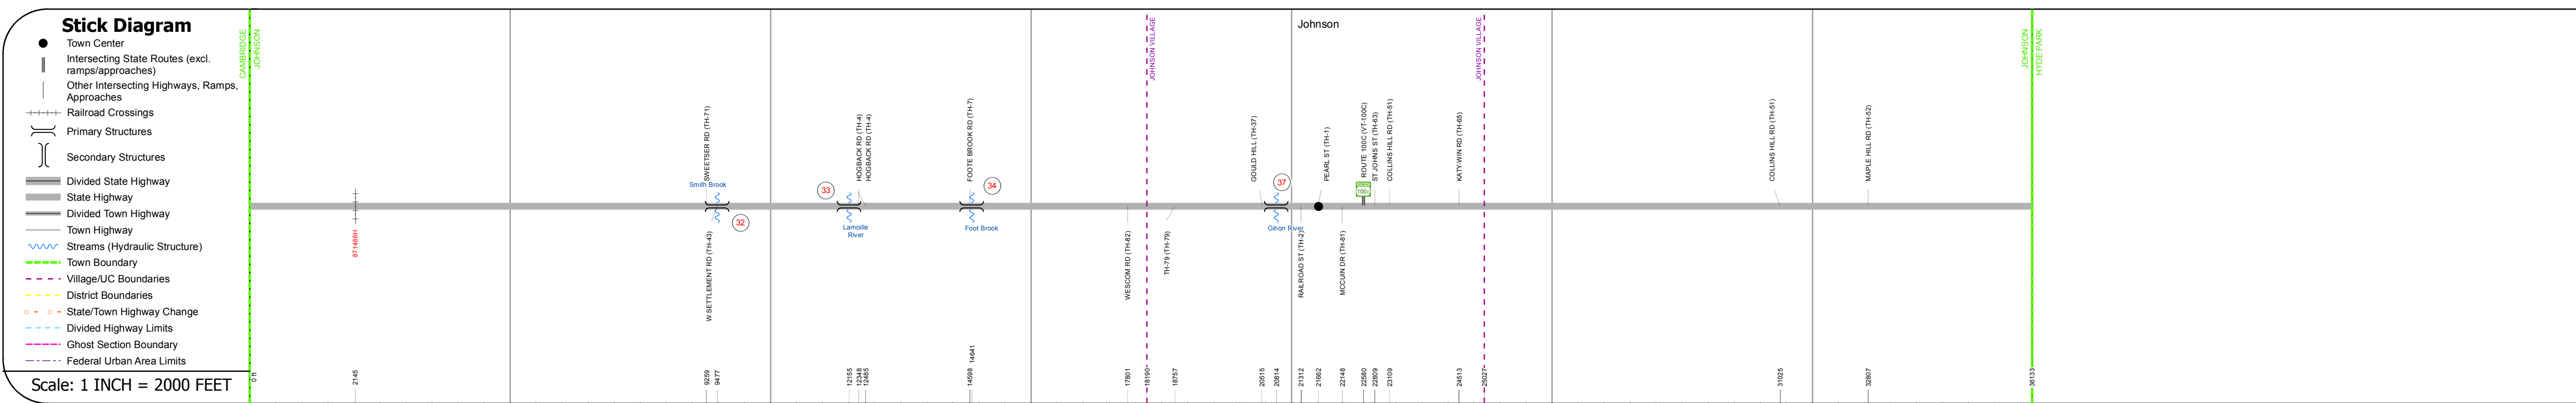 Stick Diagram
Town Center
Intersecting State Routes (excl.
ramps/approaches)
Other Intersecting Highways, Ramps,
Approaches
Railroad Crossings
Primary Structures
Secondary Structures
Divided State Highway
State Highway
Divided Town Highway
Town Highway
Streams (Hydraulic Structure)
Town Boundary
Village/UC Boundaries
District Boundaries
State/Town Highway Change
Divided Highway Limits
Ghost Section Boundary
Federal Urban Area Limits
Scale: 1 INCH = 2000 FEET
CAMBRIDGE
JOHNSON
871486H
SWEETSER RD (TH-71)
Smith Brook
32
W SETTLEMENT RD (TH-43)
33
HOGBACK RD (TH-4)
HOGBACK RD (TH-4)
Lamoille
River
FOOTE BROOK RD (TH-7)
34
Foot Brook
WESCOM RD (TH-82)
JOHNSON VILLAGE
TH-79 (TH-79)
GOULD HILL (TH-37)
37
Gihon River
Johnson
RAILROAD ST (TH-2)
PEARL ST (TH-1)
MCCUIN DR (TH-81)
ROUTE 100C (VT-100C)
100C
ST JOHNS ST (TH-63)
COLLINS HILL RD (TH-51)
KATY-WIN RD (TH-65)
JOHNSON VILLAGE
COLLINS HILL RD (TH-51)
MAPLE HILL RD (TH-52)
JOHNSON
HYDE PARK
0 ft
2145
9259
9477
12155
12348
12485
14598
14641
17801
18190
18757
20515
20814
21312
21662
22148
22580
22809
23109
24513
25027
31025
32807
36133